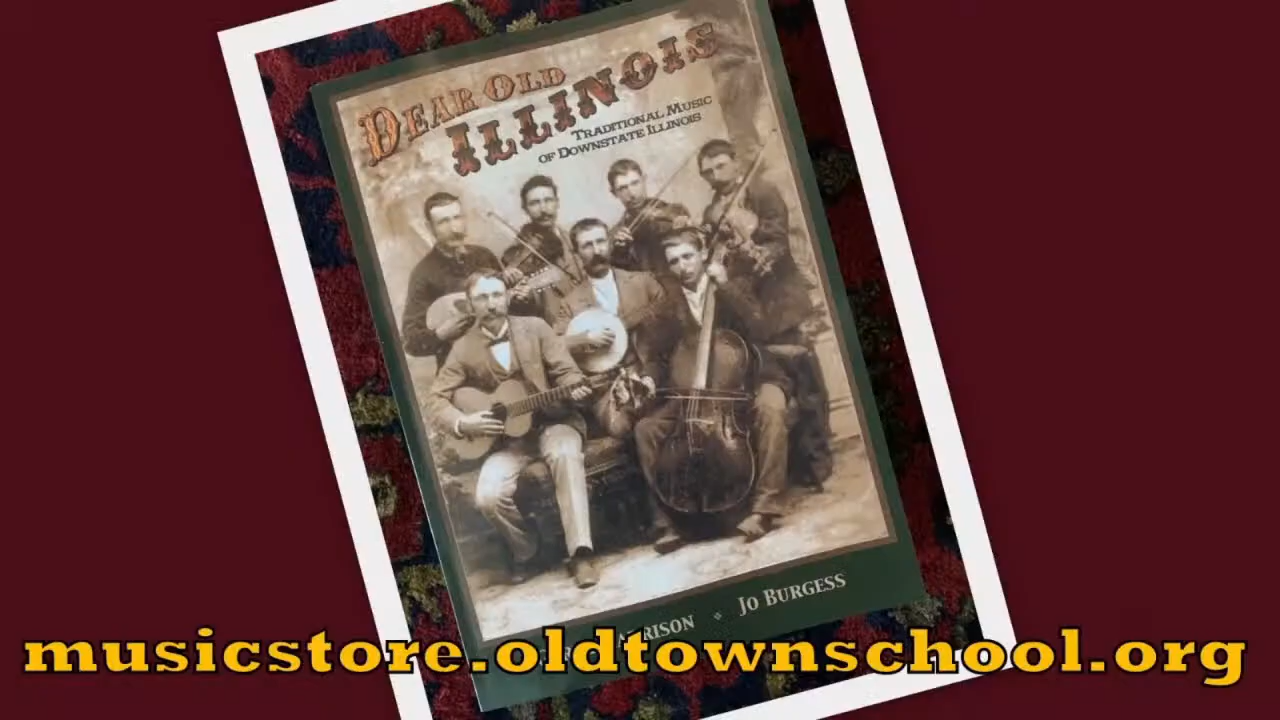 DEAR OLD
ILLINOIS
TRADITIONAL MUSIC
OF DOWNSTATE ILLINOIS
JO BURGESS
musicstore.oldtownschool.org